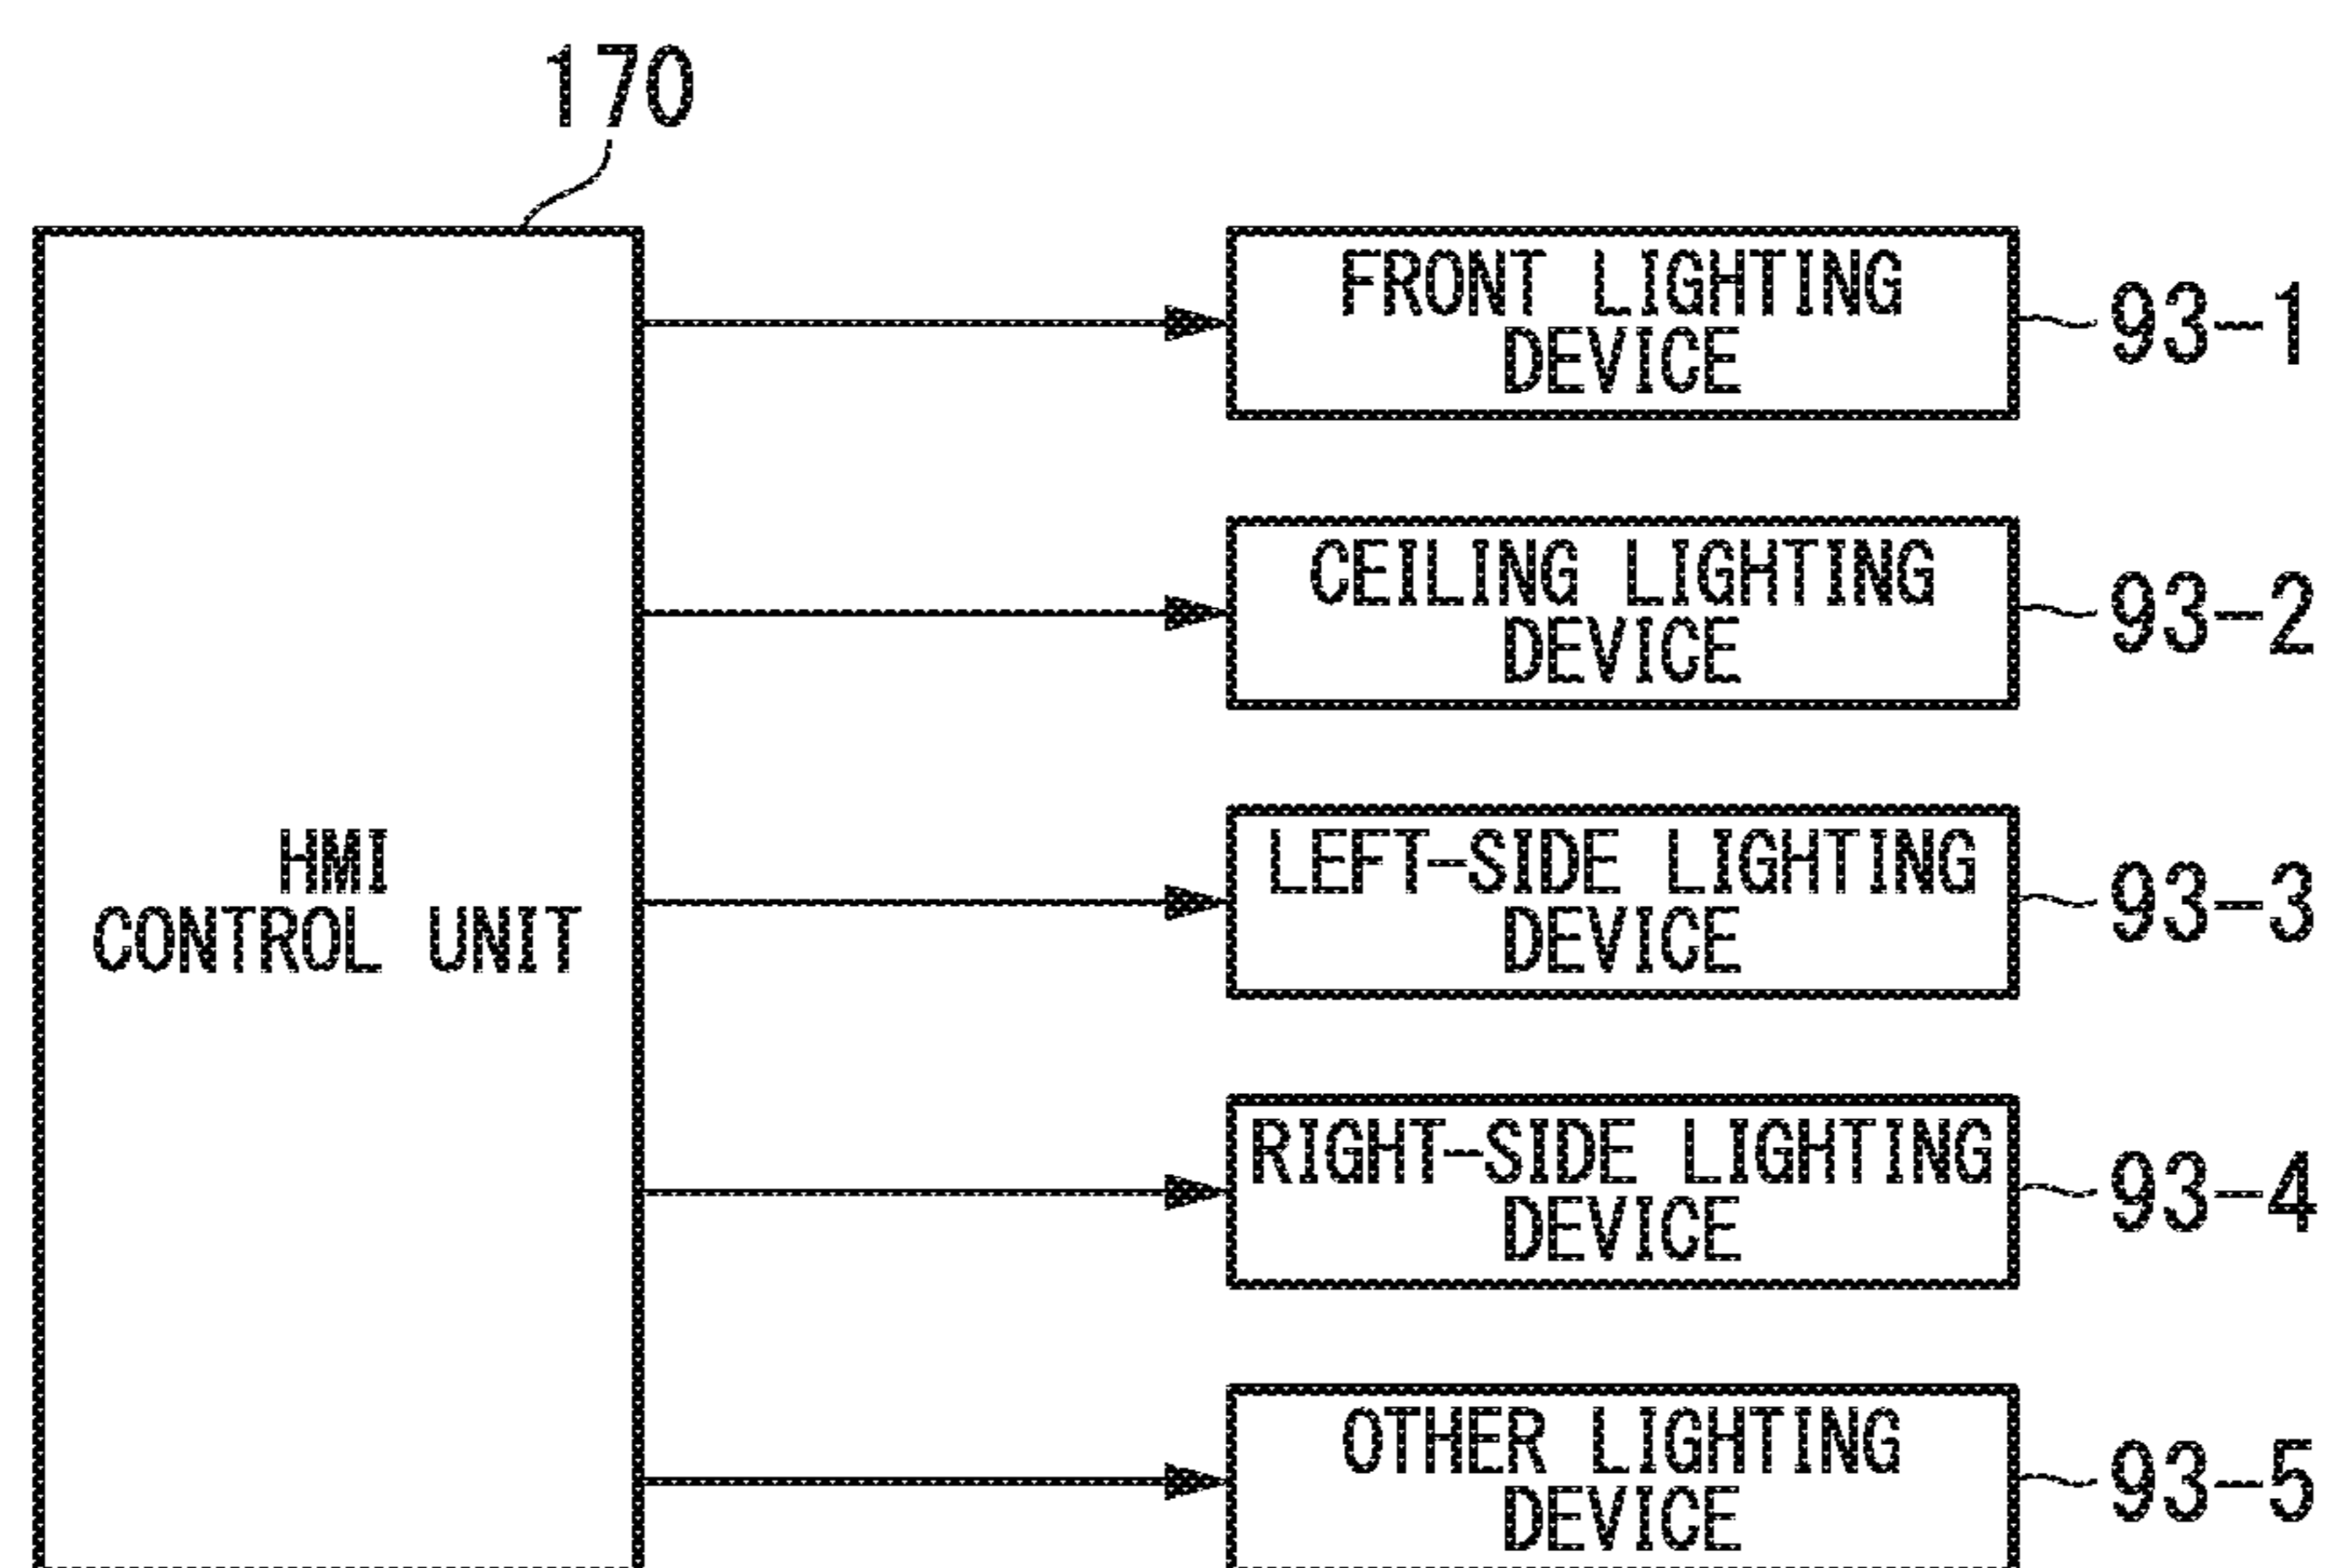 170
FRONT LIGHTING
DEVICE
93-1
CEILING LIGHTING
DEVICE
93-2
HMI
CONTROL UNIT
LEFT-SIDE LIGHTING
DEVICE
93-3
RIGHT-SIDE LIGHTING
DEVICE
93-4
OTHER LIGHTING
DEVICE
93-5